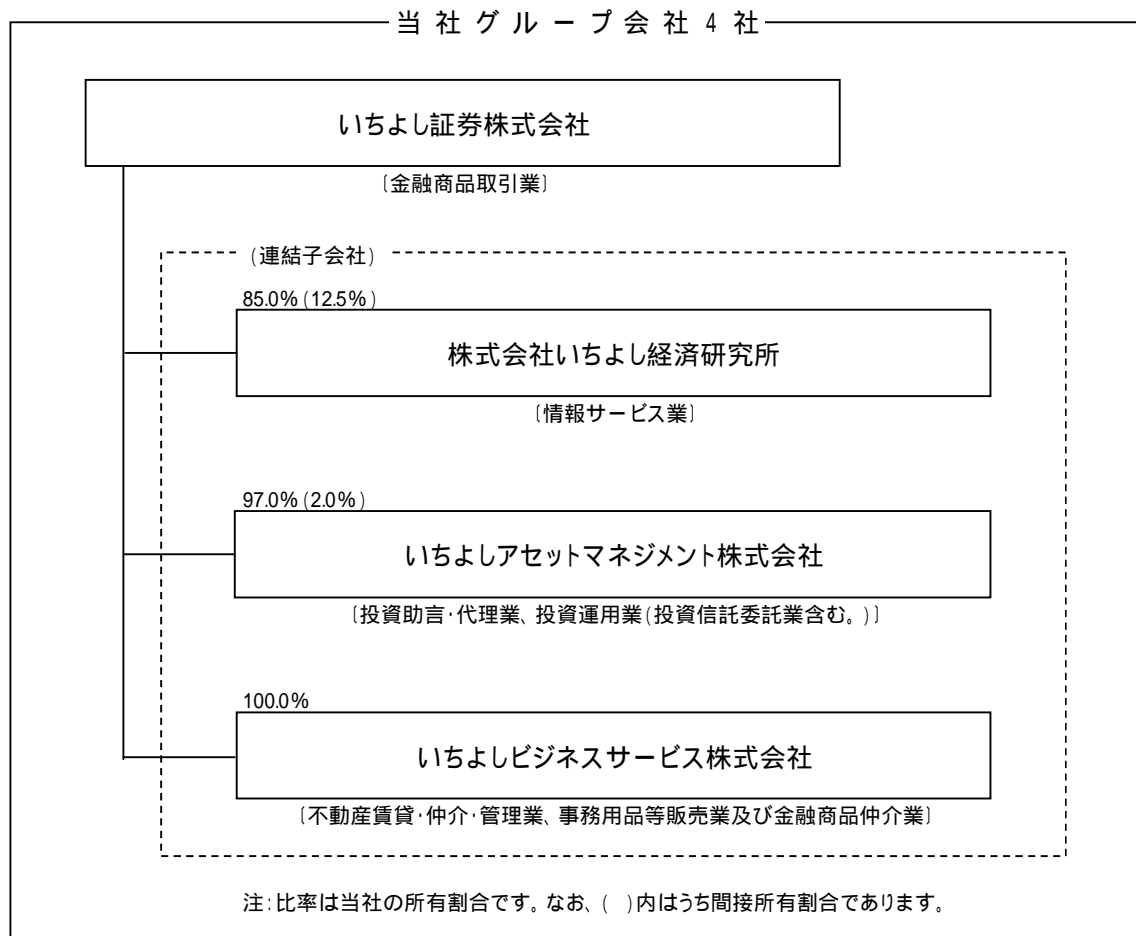 当社グループ会社4社
いちよし証券株式会社
〔金融商品取引業〕
(連結子会社)
85.0% (12.5%)
株式会社いちよし経済研究所
〔情報サービス業〕
97.0% (2.0%)
いちよしアセットマネジメント株式会社
〔投資助言・代理業、投資運用業(投資信託委託業含む。)〕
100.0%
いちよしビジネスサービス株式会社
〔不動産賃貸・仲介・管理業、事務用品等販売業及び金融商品仲介業〕
注:比率は当社の所有割合です。なお、( )内はうち間接所有割合であります。